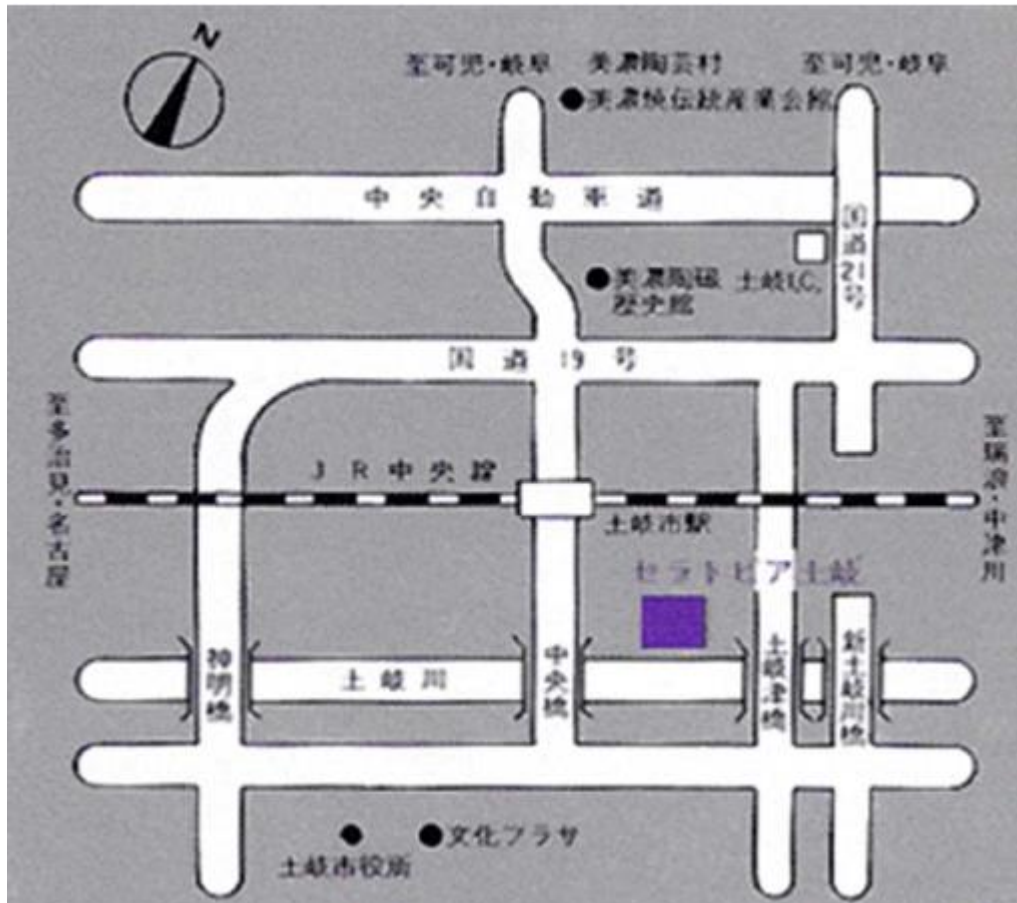 N
至可児・岐阜
美濃陶芸村
至可児・岐阜
美濃焼伝統産業会館
中央自動車道
国道21号
美濃陶磁
歴史館
土岐I.C.
国道19号
至多治見・名古屋
至瑞浪・中津川
JR中央線
土岐市駅
セラトピア土岐
神明橋
土岐川
中央橋
土岐津橋
新土岐川橋
文化プラザ
土岐市役所